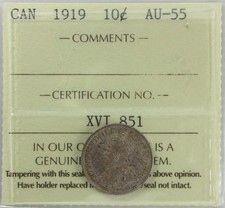 CAN 1919 10¢ AU-55
COMMENTS
CERTIFICATION NO.
XVT 851
IN OUR IS A
GENUINE EM.
Tampering with this seal above opinion.
Have holder replaced seal not intact.